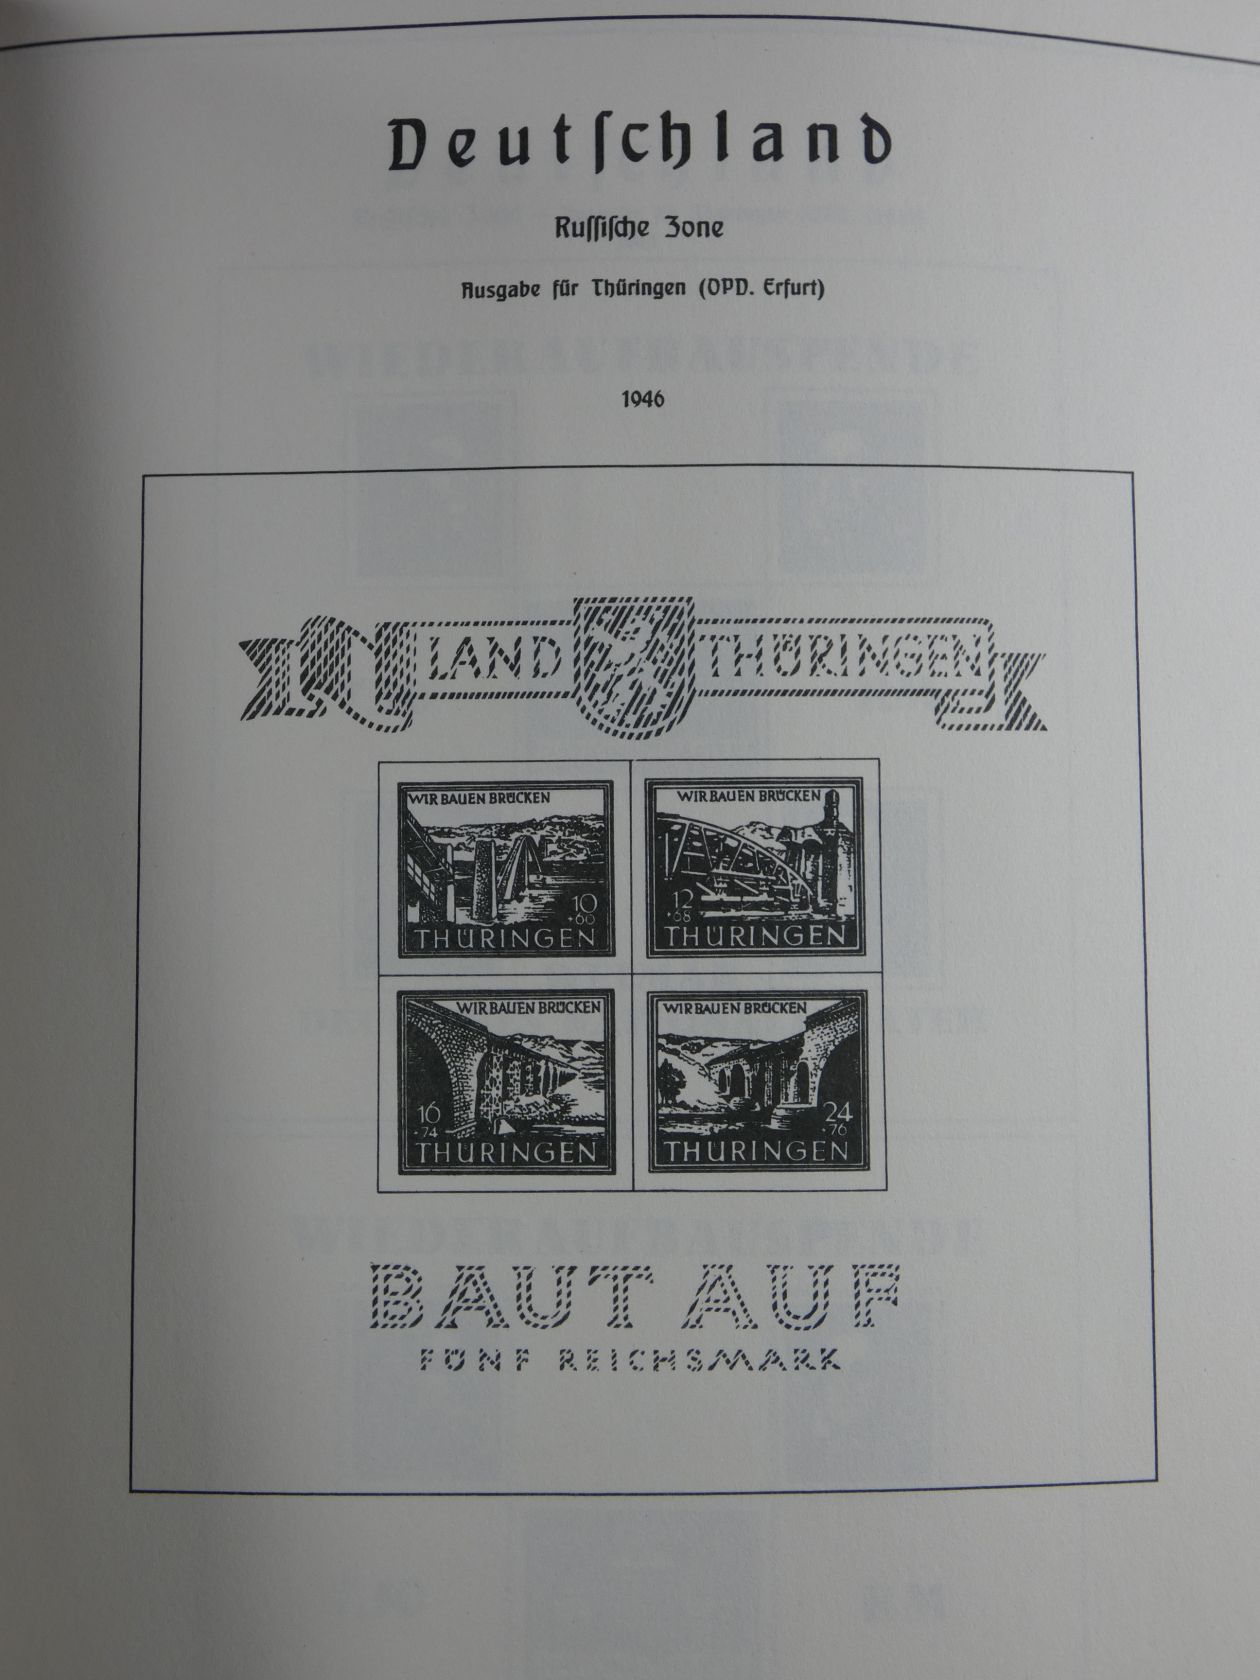 Deutſchland
Ruſſiſche Zone
Ausgabe für Thüringen (OPD. Erfurt)
1946
LAND THÜRINGEN
WIR BAUEN BRÜCKEN
10
+60
THÜRINGEN
WIR BAUEN BRÜCKEN
12
+68
THÜRINGEN
WIR BAUEN BRÜCKEN
16
+74
THÜRINGEN
WIR BAUEN BRÜCKEN
24
+76
THÜRINGEN
BAUT AUF
FÜNF REICHSMARK
WIEDERAUFBAUSPENDE
WIEDERAUFBAUSPENDE